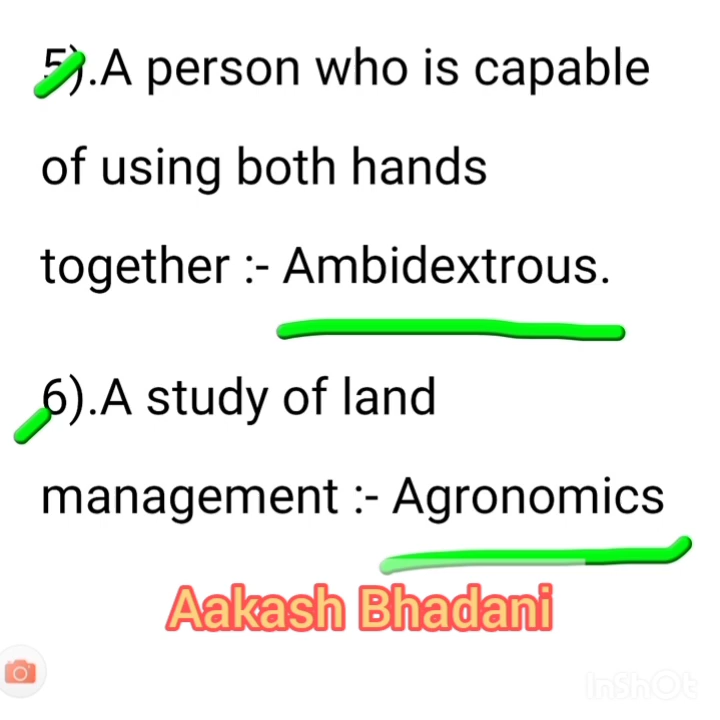 5).A person who is capable
of using both hands
together :- Ambidextrous.
6).A study of land
management :- Agronomics
Aakash Bhadani
InShOt